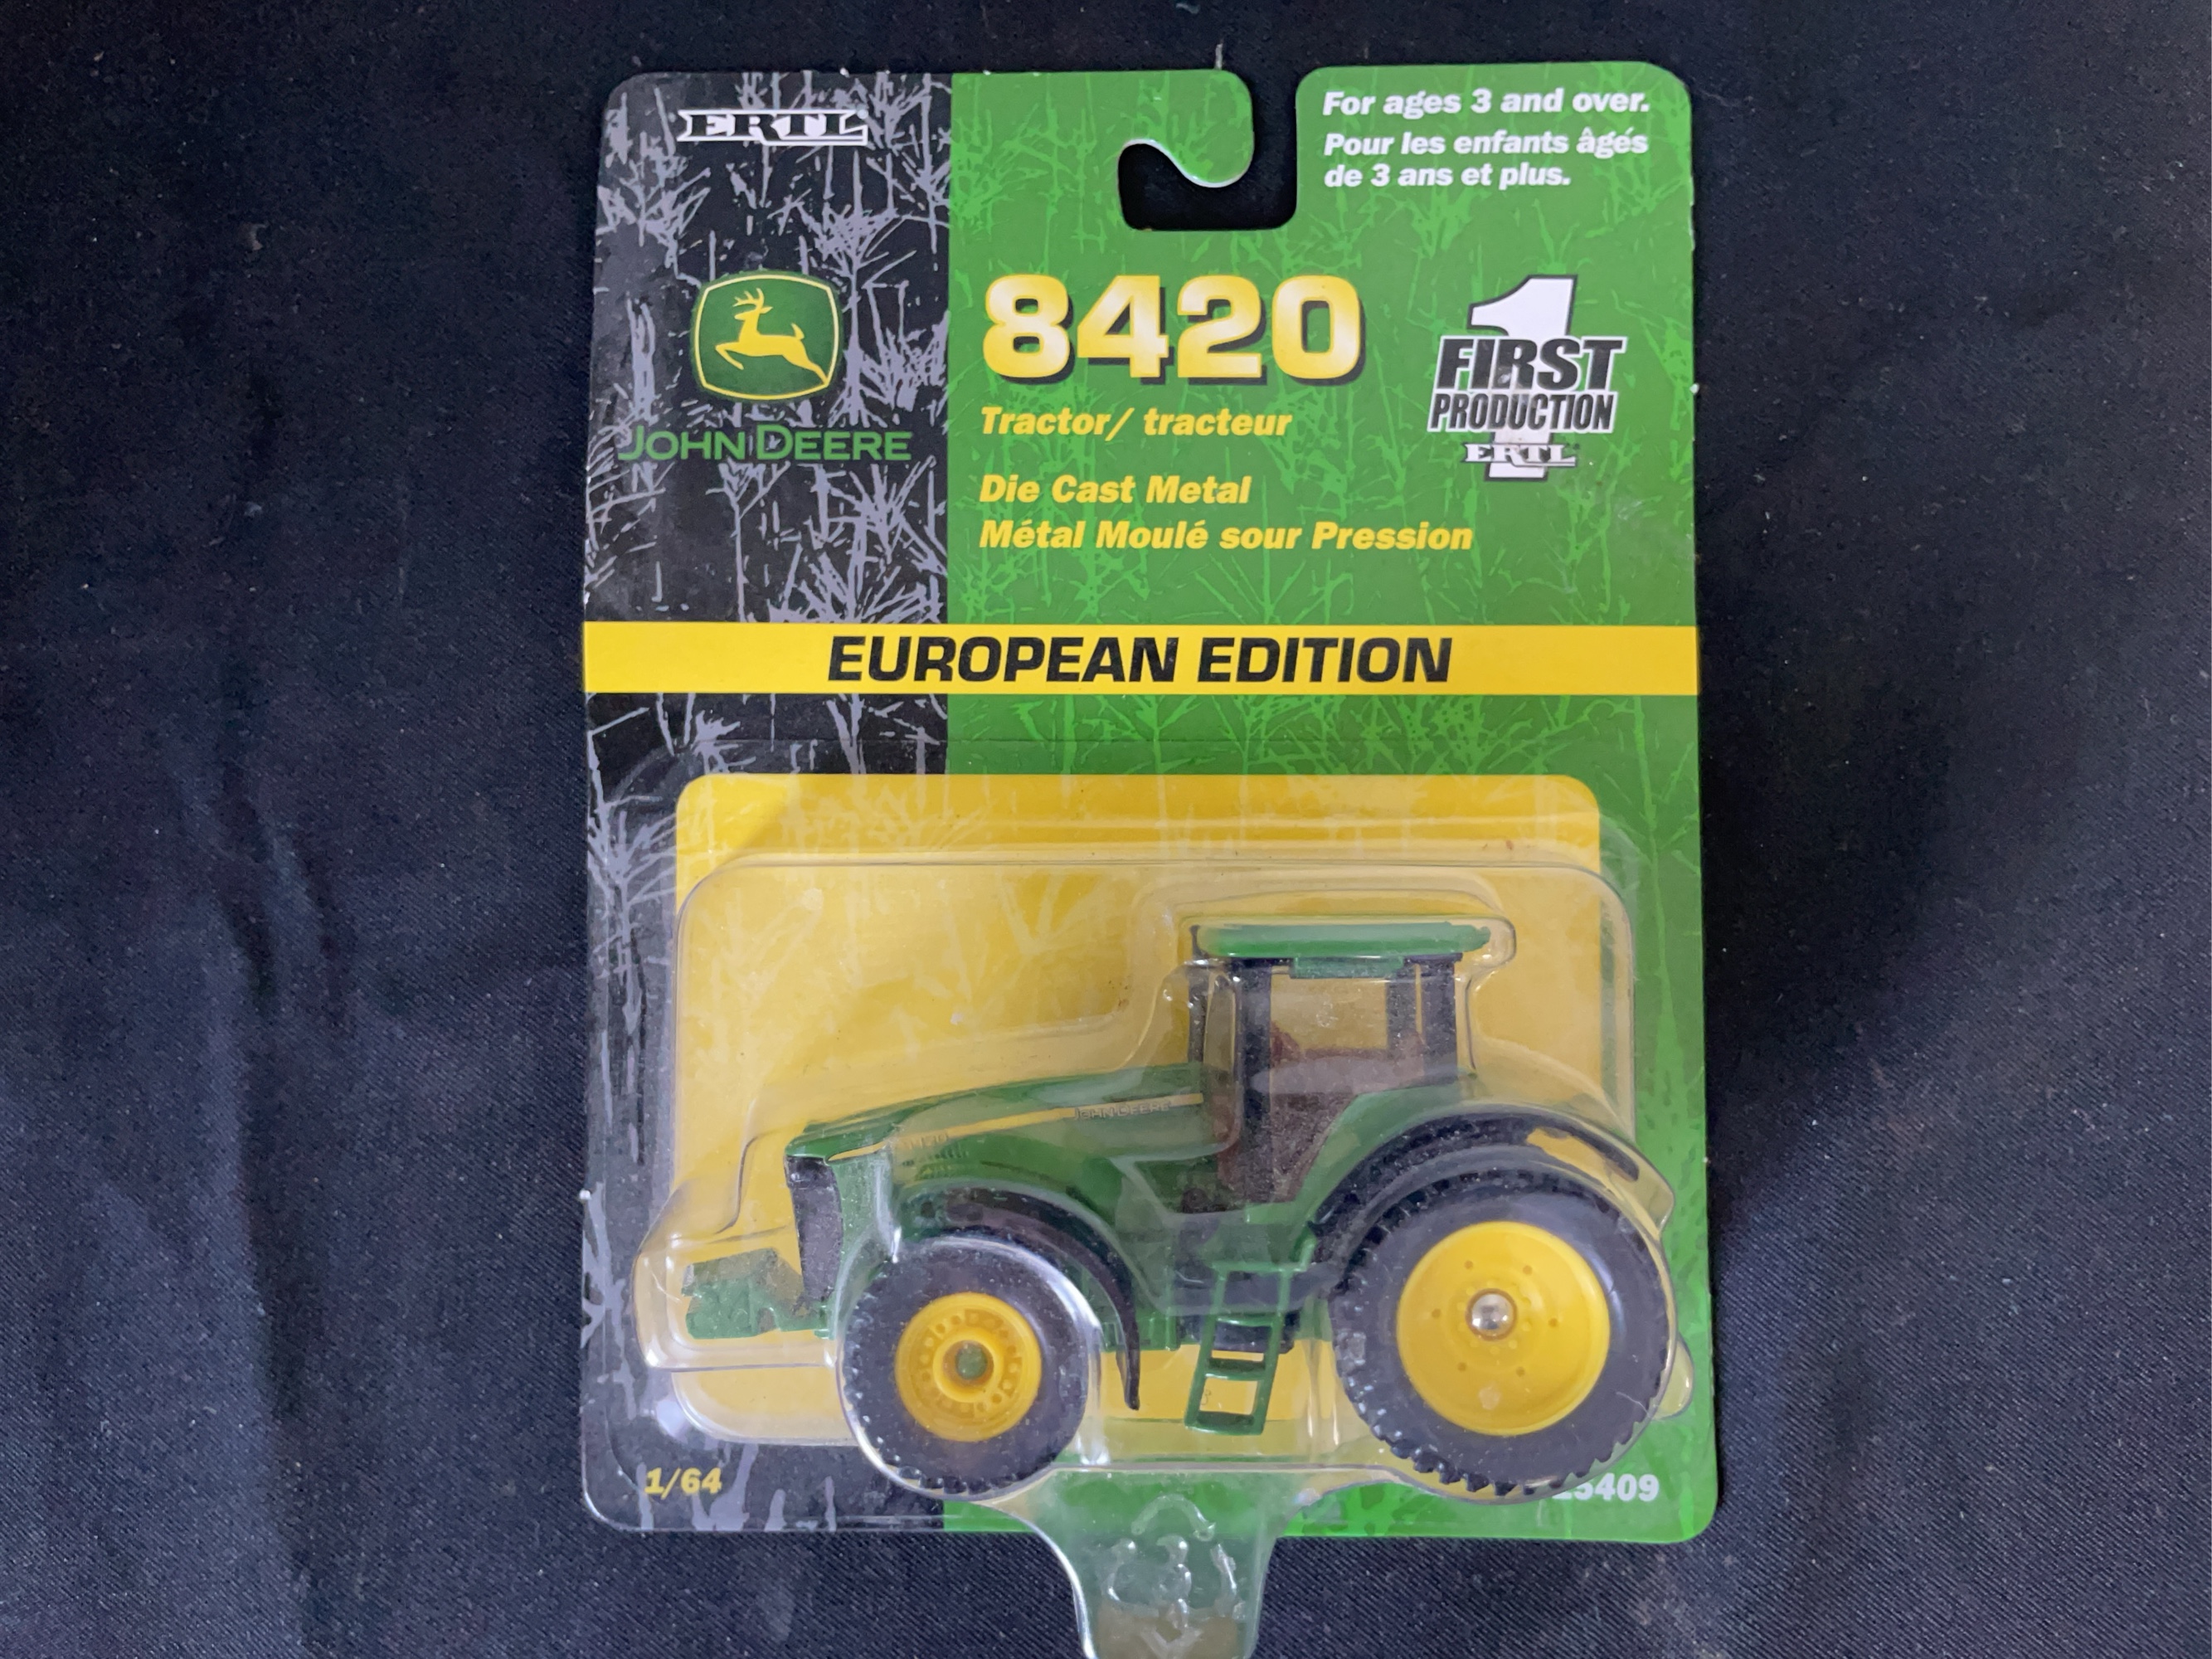 ERTL
For ages 3 and over.
Pour les enfants âgés
de 3 ans et plus.
8420
1
FIRST
PRODUCTION
ERTL
JOHN DEERE
Tractor/ tracteur
Die Cast Metal
Métal Moulé sour Pression
EUROPEAN EDITION
JOHN DEERE
1/64